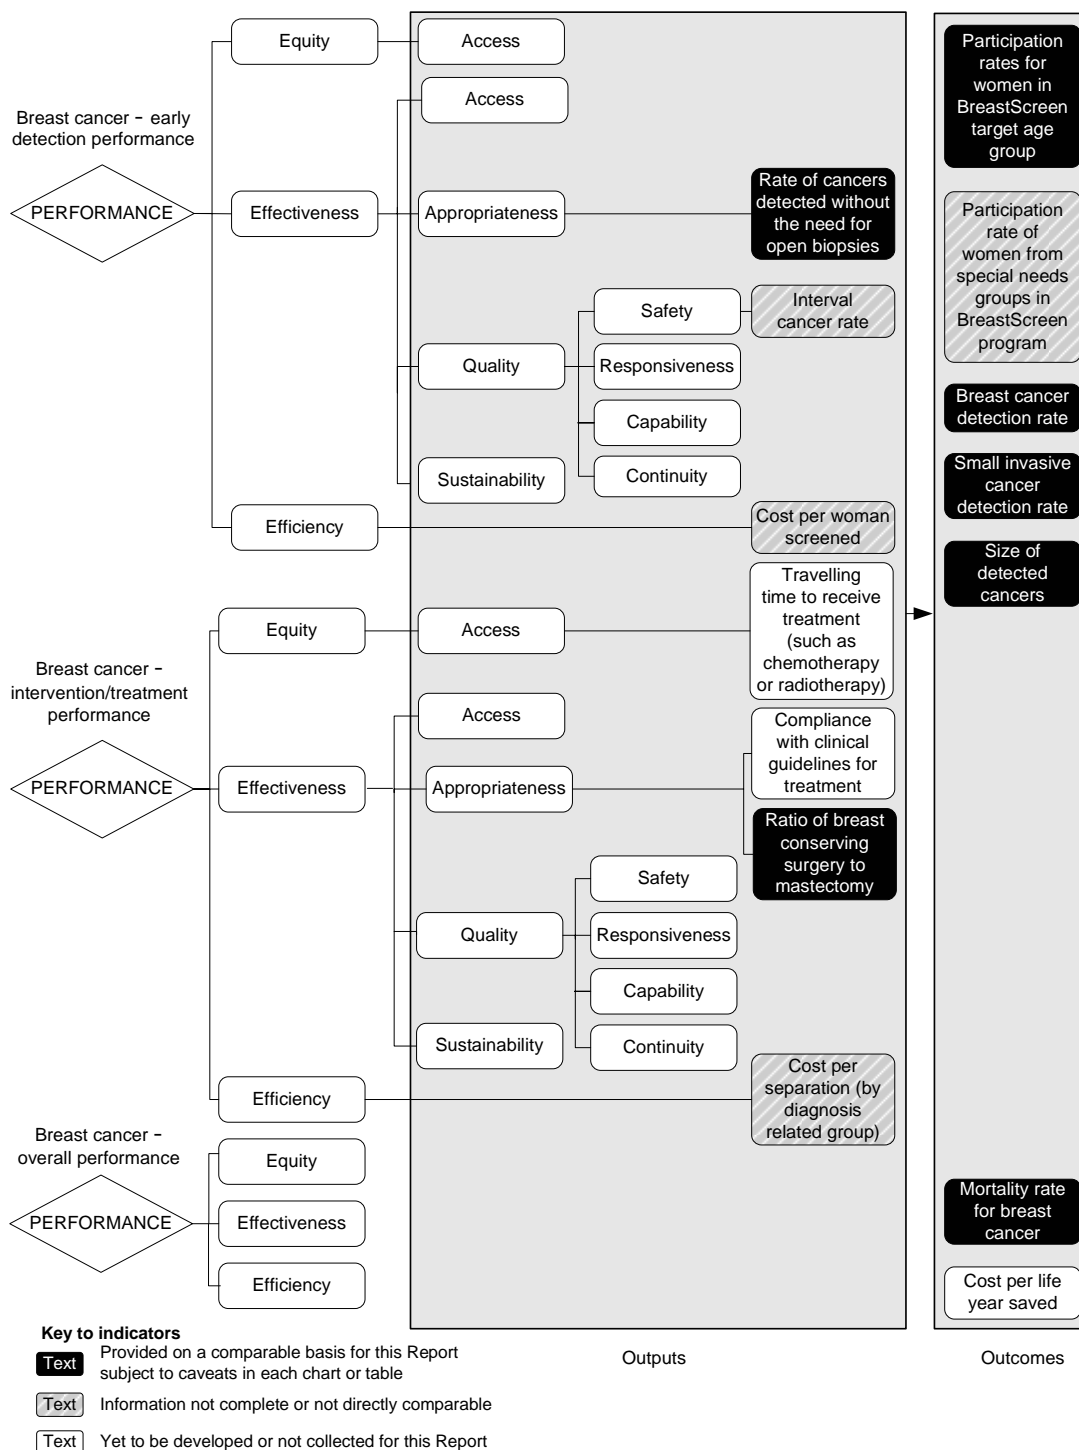 Breast cancer - early
detection performance
PERFORMANCE
Equity
Access
Access
Effectiveness
Appropriateness
Rate of cancers
detected without
the need for
open biopsies
Quality
Safety
Interval
cancer rate
Responsiveness
Capability
Continuity
Sustainability
Efficiency
Cost per woman
screened
Breast cancer -
intervention/treatment
performance
PERFORMANCE
Equity
Access
Travelling
time to receive
treatment
(such as
chemotherapy
or radiotherapy)
Access
Effectiveness
Appropriateness
Compliance
with clinical
guidelines for
treatment
Ratio of breast
conserving
surgery to
mastectomy
Quality
Safety
Responsiveness
Capability
Continuity
Sustainability
Efficiency
Cost per
separation (by
diagnosis
related group)
Breast cancer -
overall performance
PERFORMANCE
Equity
Effectiveness
Efficiency
Participation
rates for
women in
BreastScreen
target age
group
Participation
rate of
women from
special needs
groups in
BreastScreen
program
Breast cancer
detection rate
Small invasive
cancer
detection rate
Size of
detected
cancers
Mortality rate
for breast
cancer
Cost per life
year saved
Outputs
Outcomes
Key to indicators
Text Provided on a comparable basis for this Report
subject to caveats in each chart or table
Text Information not complete or not directly comparable
Text Yet to be developed or not collected for this Report